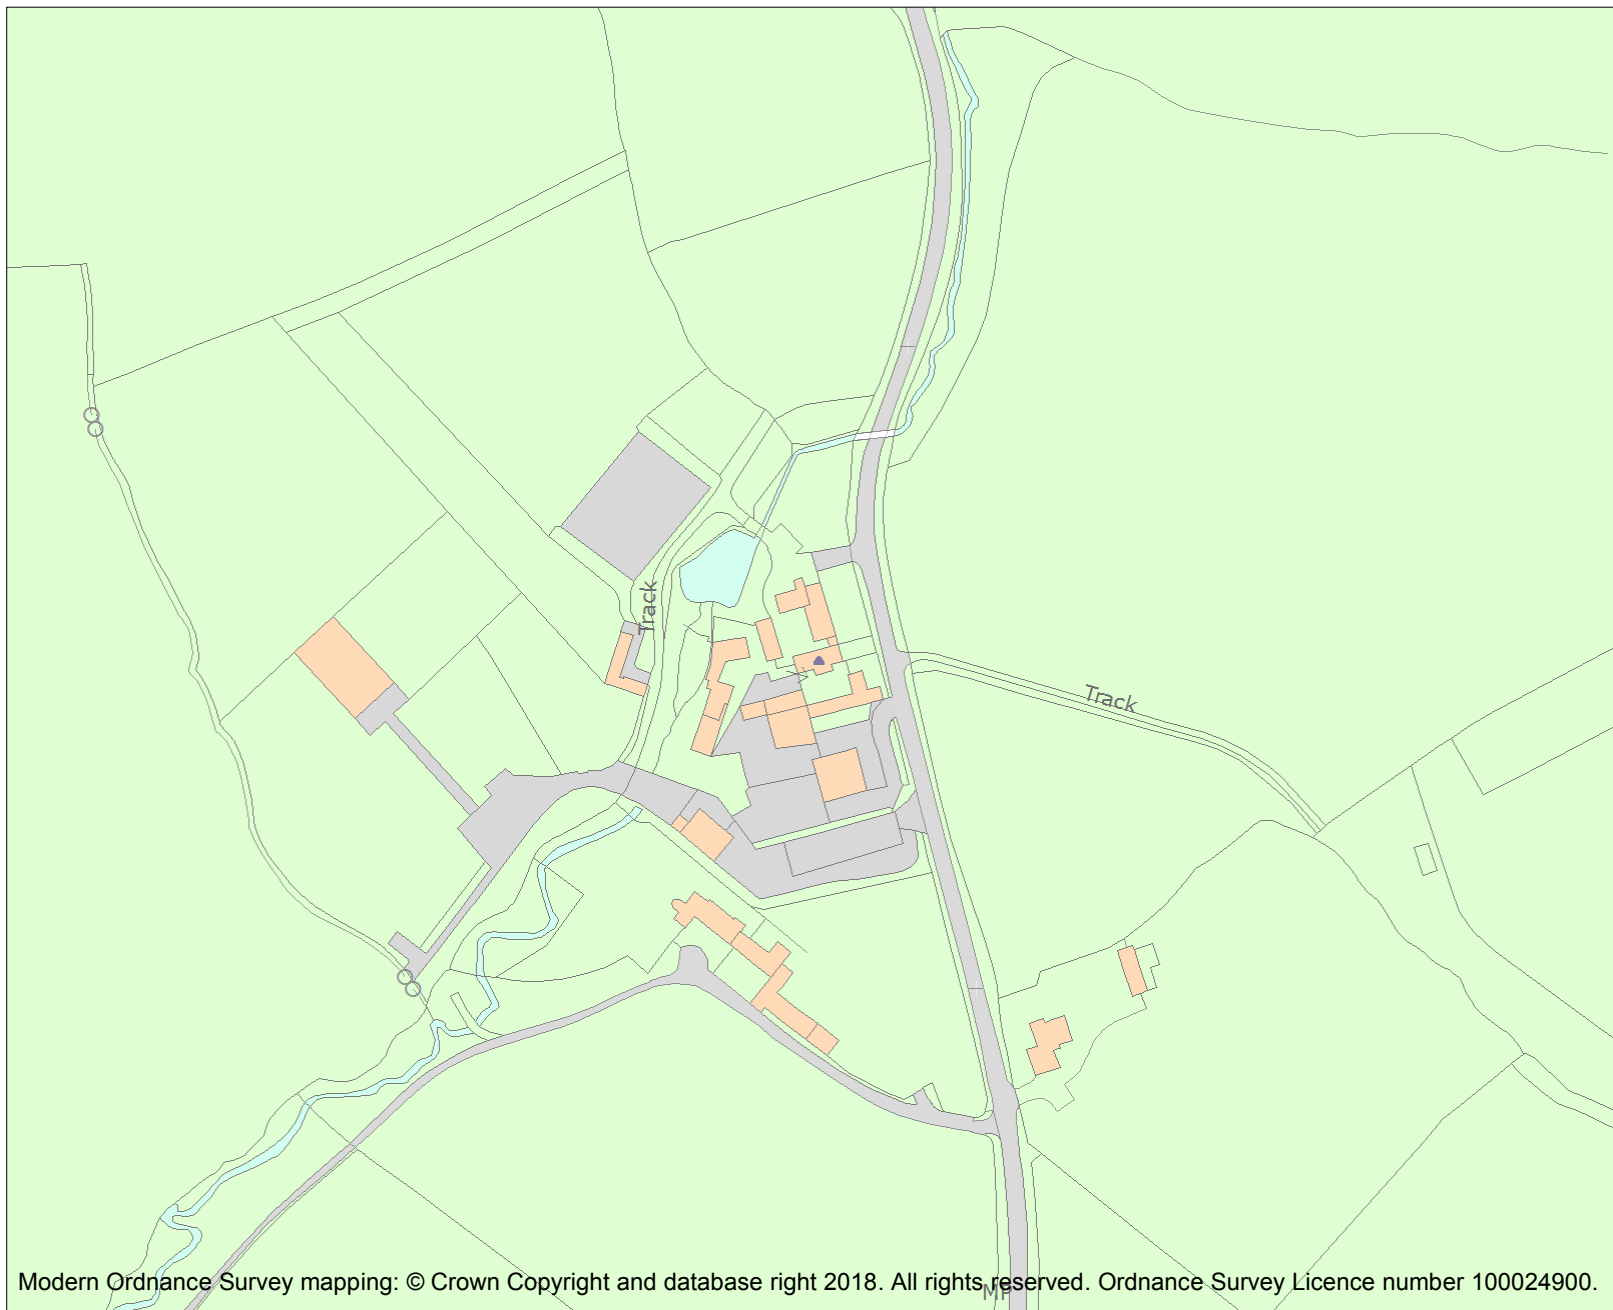 Track
Track
MP
Modern Ordnance Survey mapping: © Crown Copyright and database right 2018. All rights reserved. Ordnance Survey Licence number 100024900.